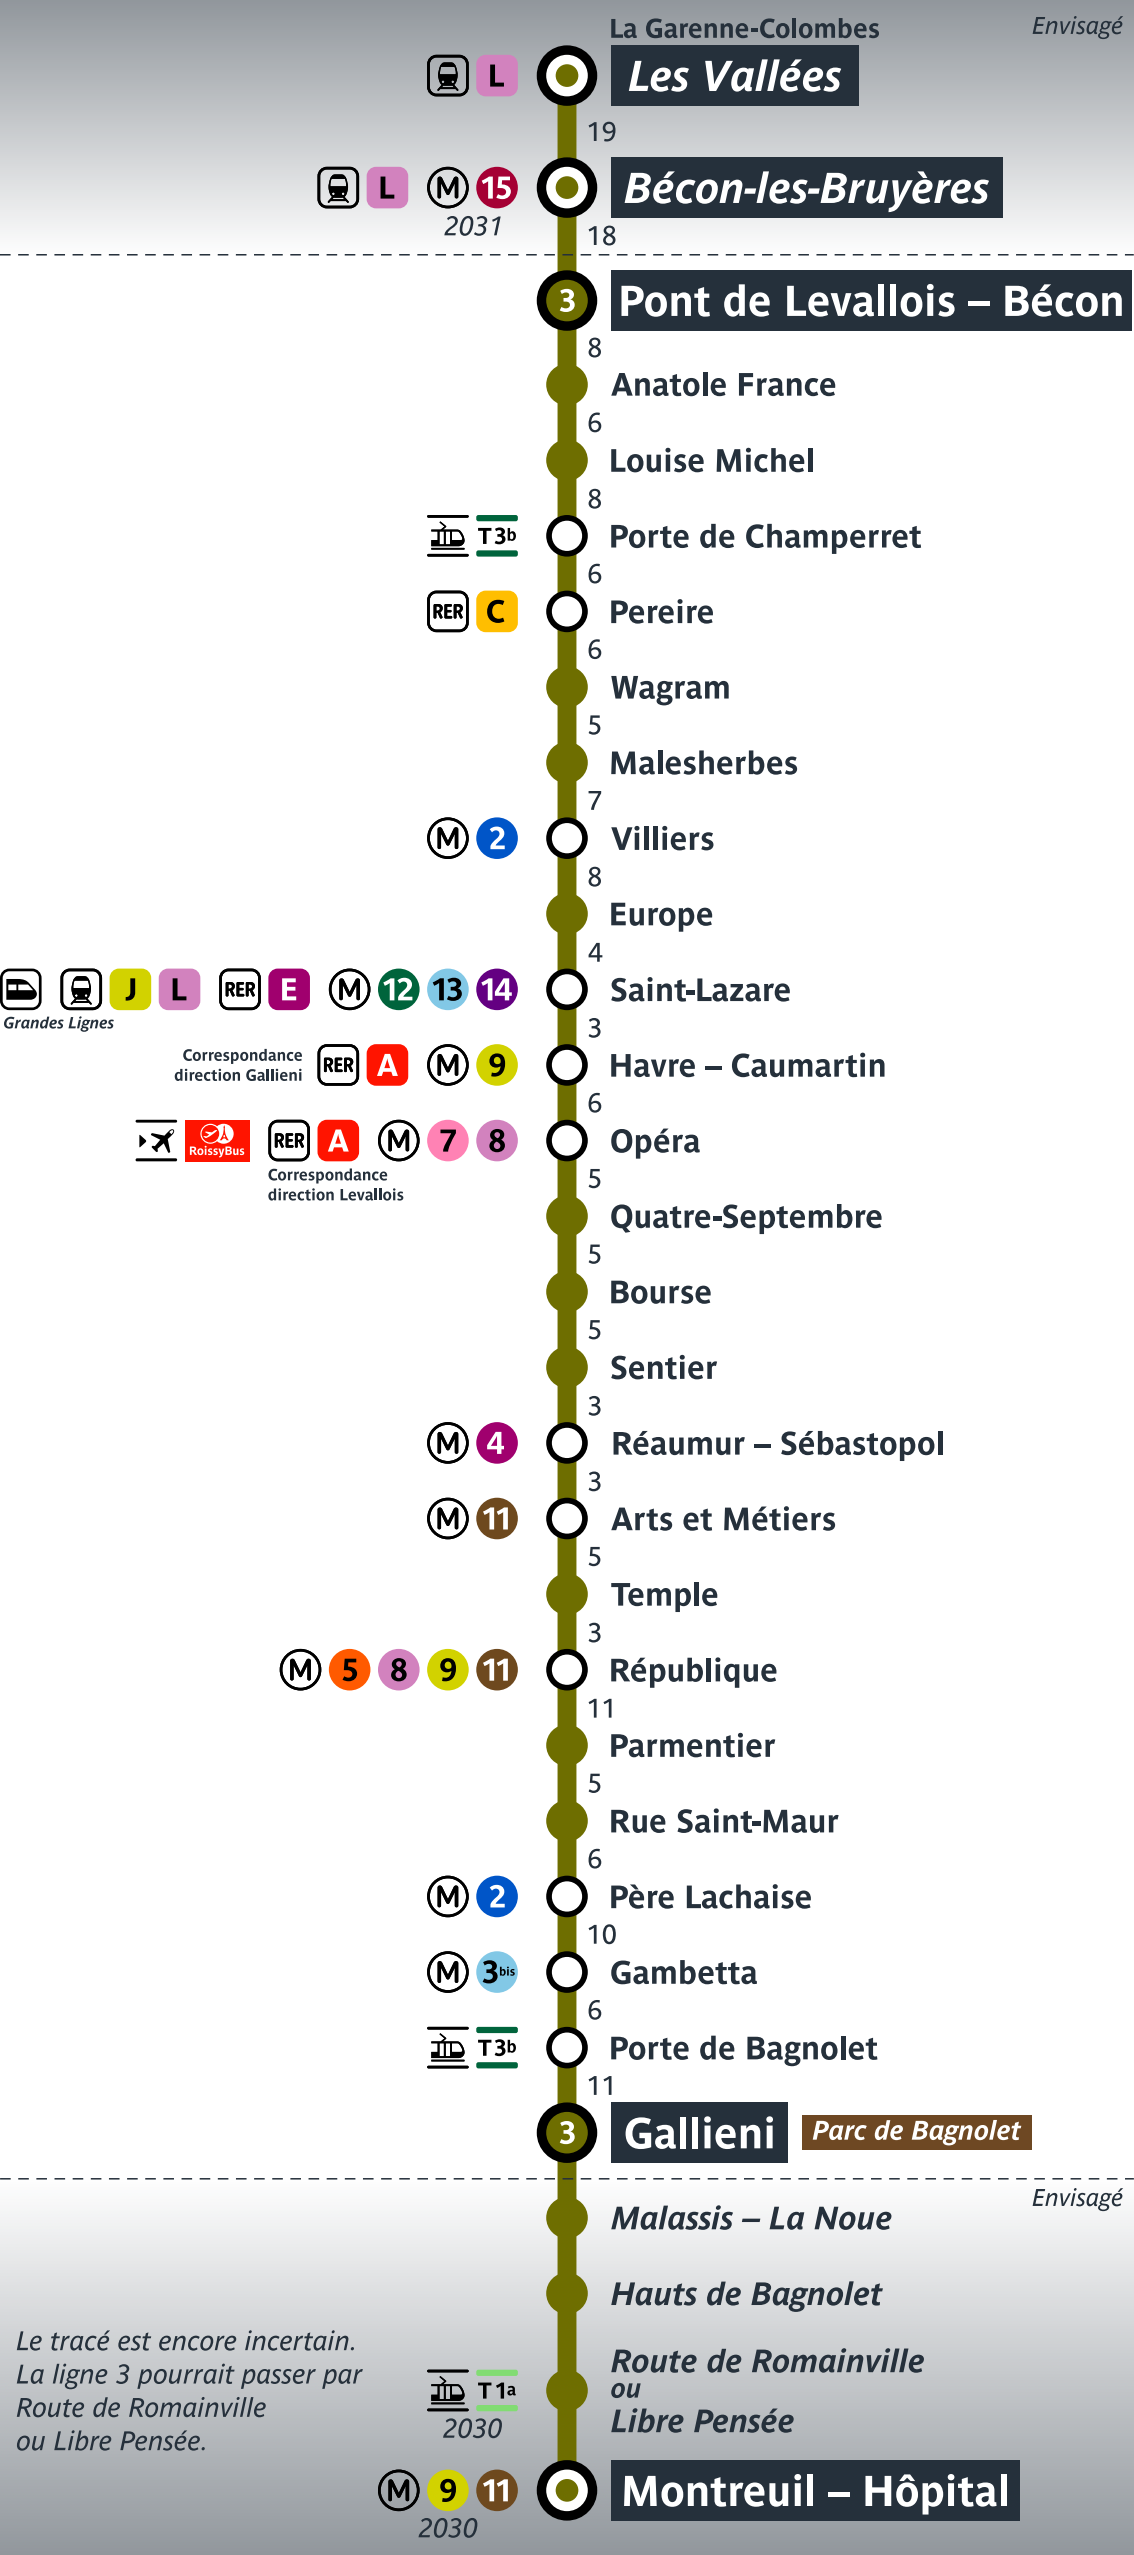 La Garenne-Colombes
Envisagé
L
Les Vallées
19
L M 15
Bécon-les-Bruyères
2031
18
3
Pont de Levallois – Bécon
8
Anatole France
6
Louise Michel
8
T3b
Porte de Champerret
6
RER C
Pereire
6
Wagram
5
Malesherbes
7
M 2
Villiers
8
Europe
4
J L RER E M 12 13 14
Saint-Lazare
Grandes Lignes
3
Correspondance
direction Gallieni
RER A M 9
Havre – Caumartin
6
RoissyBus
RER A M 7 8
Opéra
Correspondance
direction Levallois
5
Quatre-Septembre
5
Bourse
5
Sentier
3
M 4
Réaumur – Sébastopol
3
M 11
Arts et Métiers
5
Temple
3
M 5 8 9 11
République
11
Parmentier
5
Rue Saint-Maur
6
M 2
Père Lachaise
10
M 3bis
Gambetta
6
T3b
Porte de Bagnolet
11
3
Gallieni
Parc de Bagnolet
Envisagé
Malassis – La Noue
Hauts de Bagnolet
Le tracé est encore incertain.
La ligne 3 pourrait passer par
Route de Romainville
ou Libre Pensée.
T1a
2030
Route de Romainville
ou
Libre Pensée
M 9 11
2030
Montreuil – Hôpital